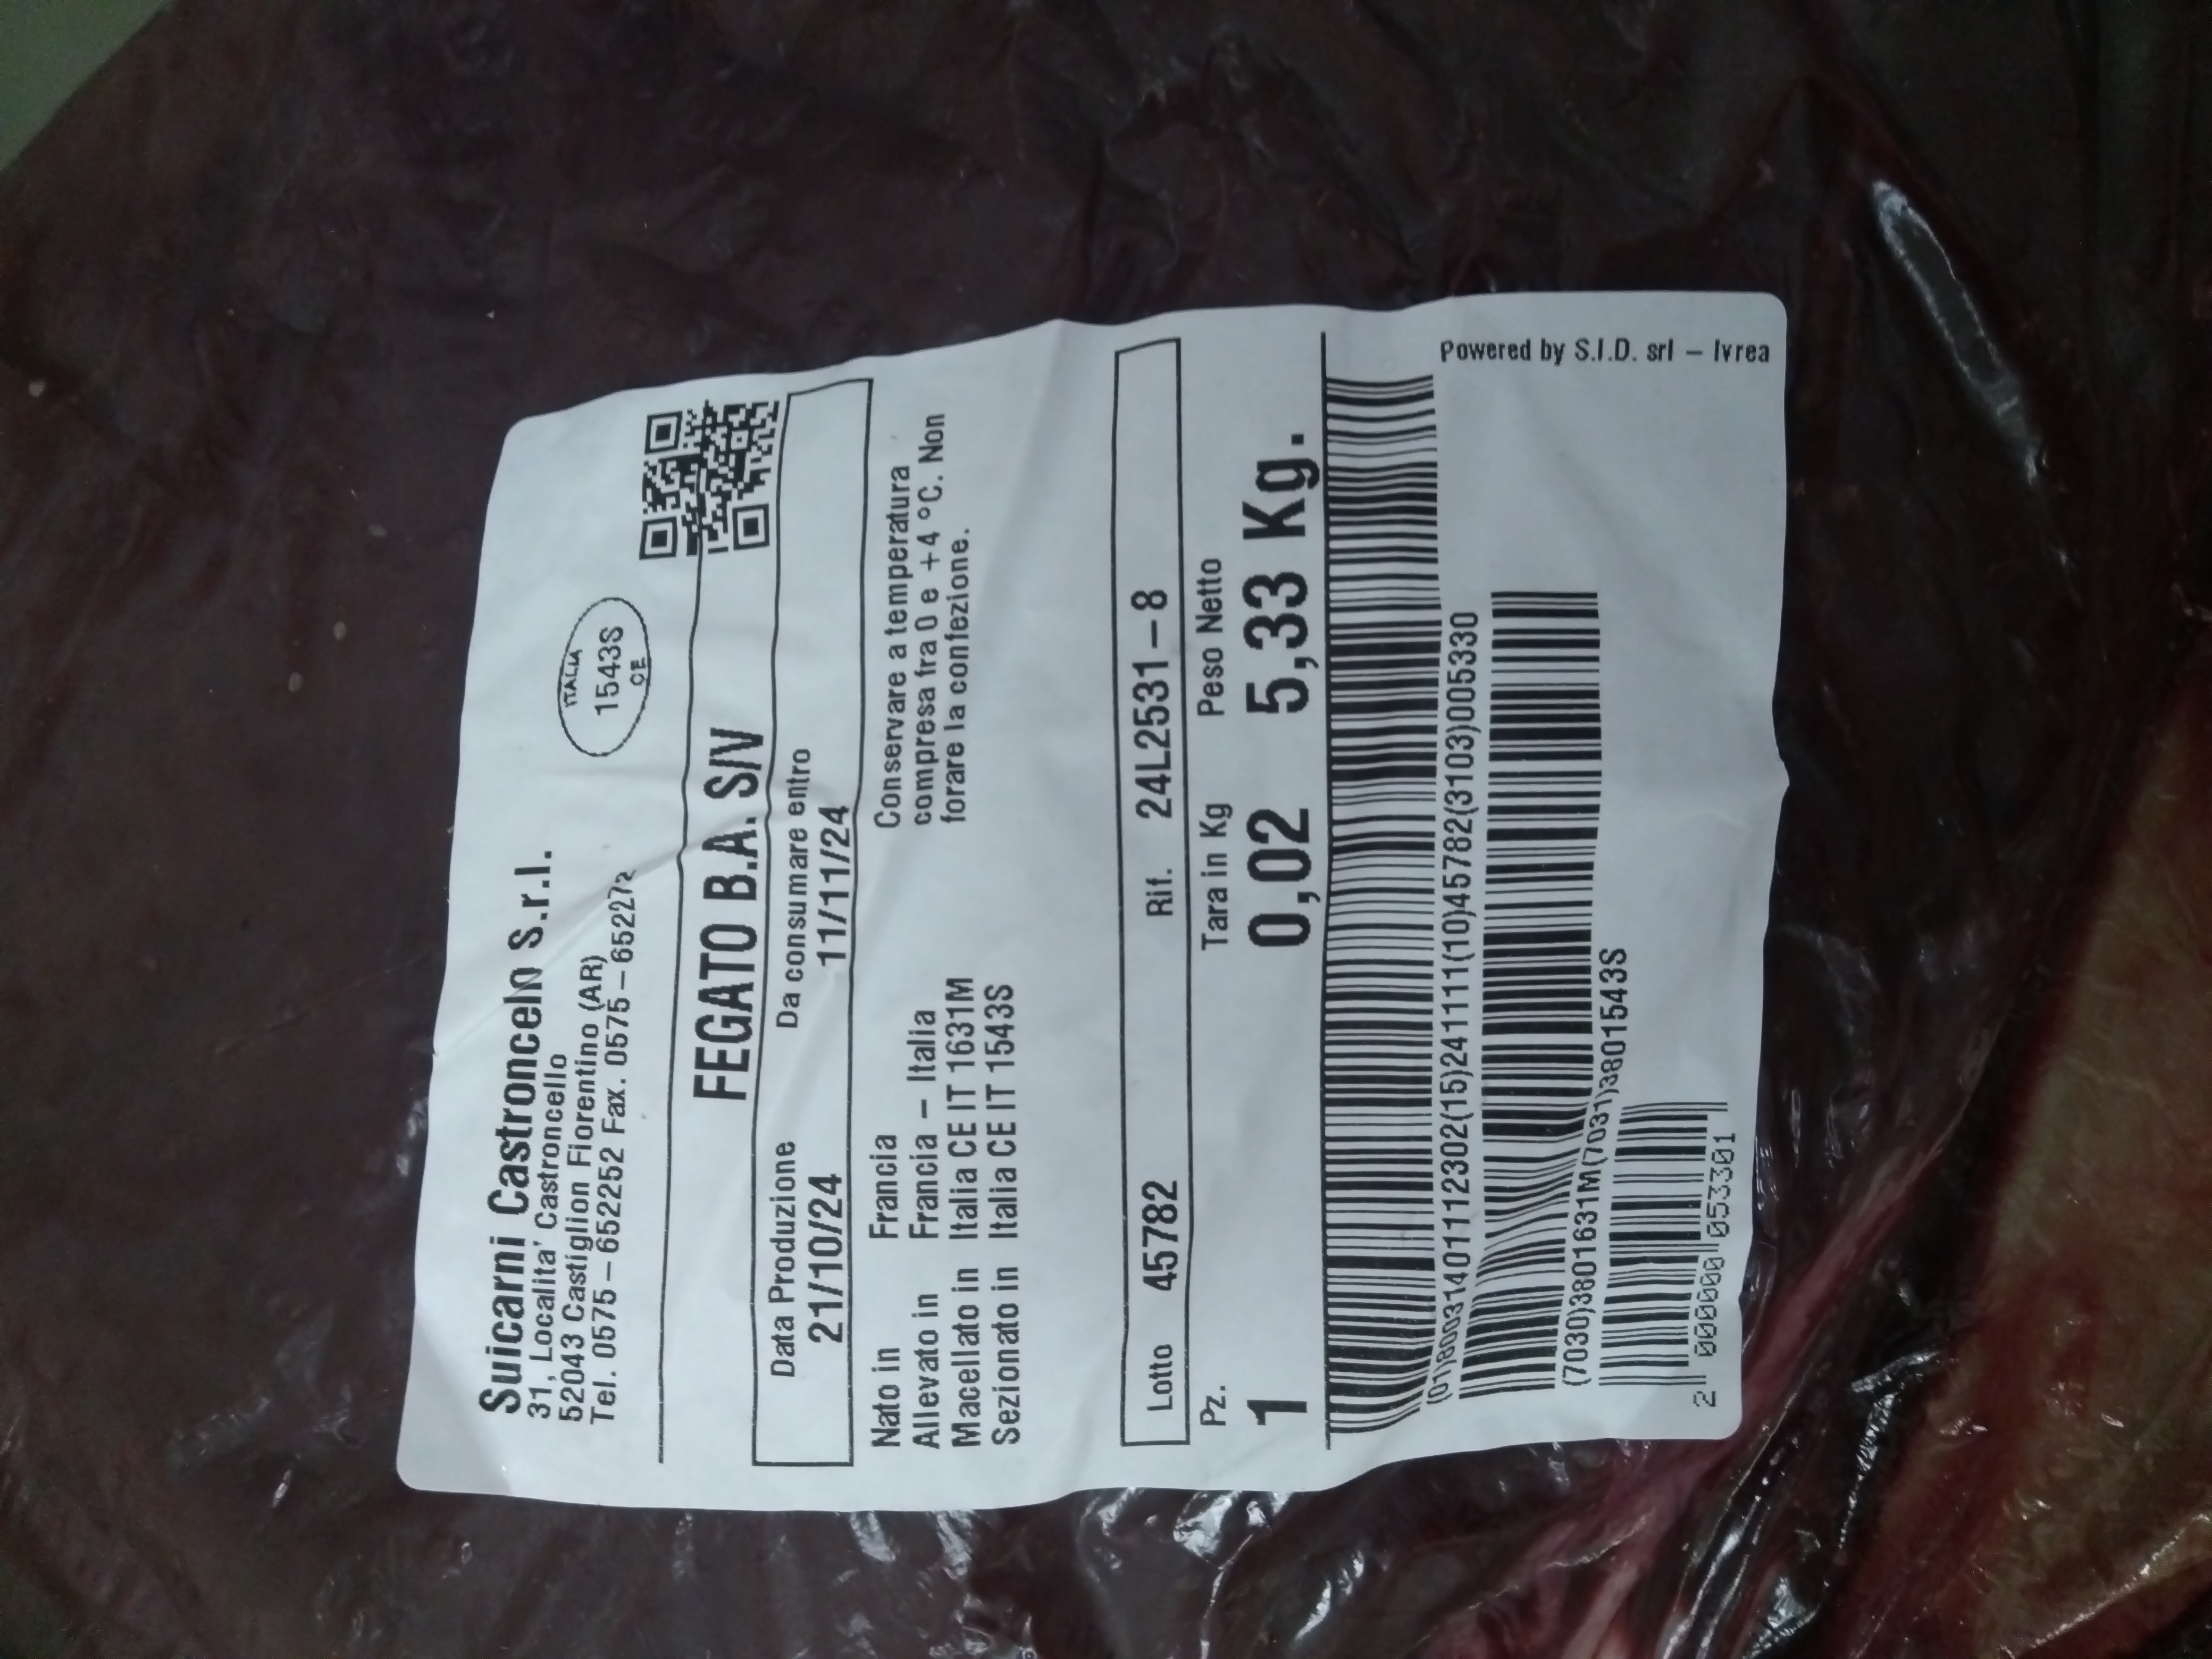 Suicarni Castroncello S.r.l.
31, Localita' Castroncello
52043 Castiglion Fiorentino (AR)
Tel. 0575-652252 Fax. 0575-652272
ITALIA
1543S
CE
FEGATO B.A. S/V
Data Produzione Da consumare entro
21/10/24 11/11/24
Nato in Francia
Allevato in Francia - Italia
Macellato in Italia CE IT 1631M
Sezionato in Italia CE IT 1543S
Conservare a temperatura
compresa fra 0 e +4 °C. Non
forare la confezione.
Lotto 45782 Rif. 24L2531-8
Pz. Tara in Kg Peso Netto
1 0,02 5,33 Kg.
(01)98003140111230(15)241111(10)45782(3103)005330
(7030)3801631M(7031)3801543S
2 000000 053301
Powered by S.I.D. srl - Ivrea